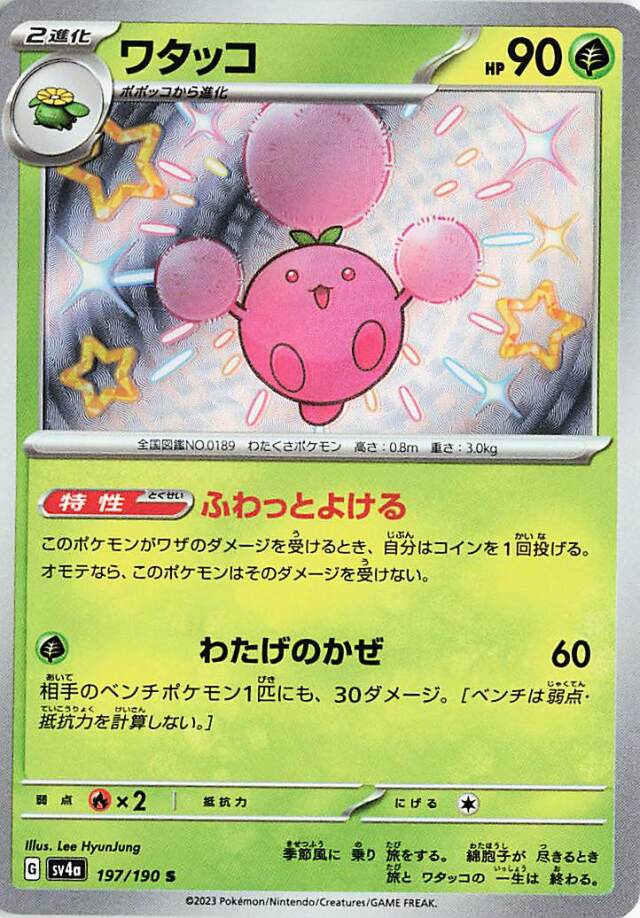 2進化
ワタッコ
HP 90
ポポッコから進化
全国図鑑NO.0189 わたくさポケモン 高さ:0.8m 重さ:3.0kg
特性 とくせい ふわっとよける
このポケモンがワザのダメージを受けるとき、自分はコインを1回投げる。
オモテなら、このポケモンはそのダメージを受けない。
わたげのかぜ 60
相手のベンチポケモン1匹にも、30ダメージ。[ベンチは弱点・
抵抗力を計算しない。]
弱点 ×2 抵抗力 にげる
Illus. Lee HyunJung
季節風に 乗り 旅をする。 綿胞子が 尽きるとき
旅と ワタッコの 一生は 終わる。
G sv4a 197/190 S
©2023 Pokémon/Nintendo/Creatures/GAME FREAK.